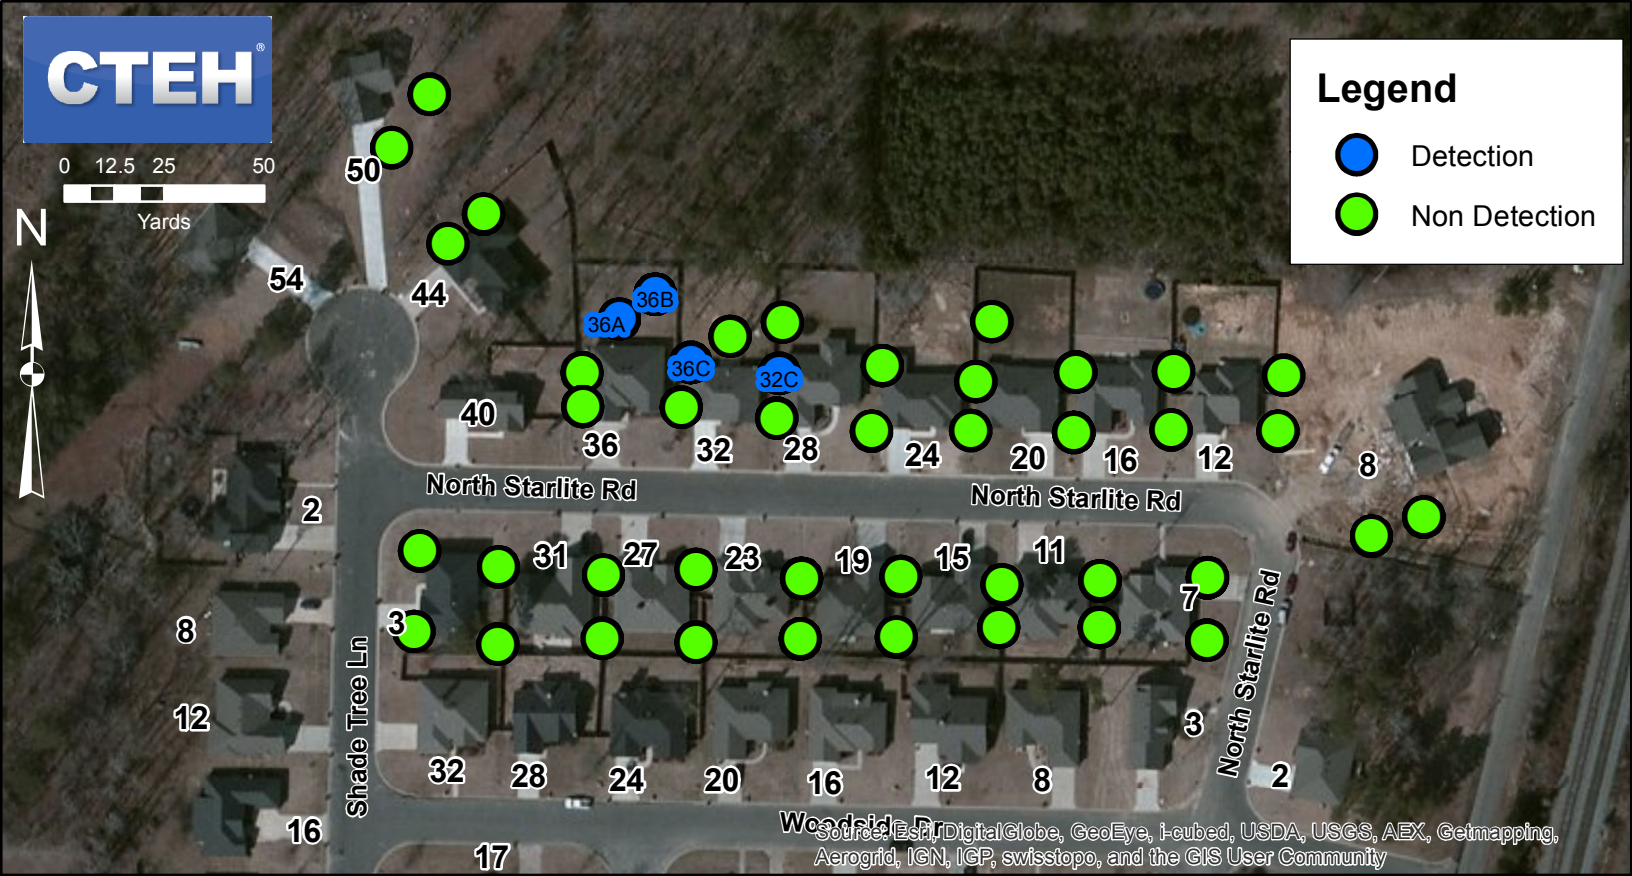 CTEH®
0 12.5 25 50
Yards
N
Legend
Detection
Non Detection
50
54
44
36B
36A
36C
32C
40
36
32
28
24
20
16
12
8
North Starlite Rd
North Starlite Rd
2
31
27
23
19
15
11
7
3
8
12
16
Shade Tree Ln
North Starlite Rd
3
2
32
28
24
20
16
12
8
17
Woodside Dr
Source: Esri, DigitalGlobe, GeoEye, i-cubed, USDA, USGS, AEX, Getmapping,
Aerogrid, IGN, IGP, swisstopo, and the GIS User Community